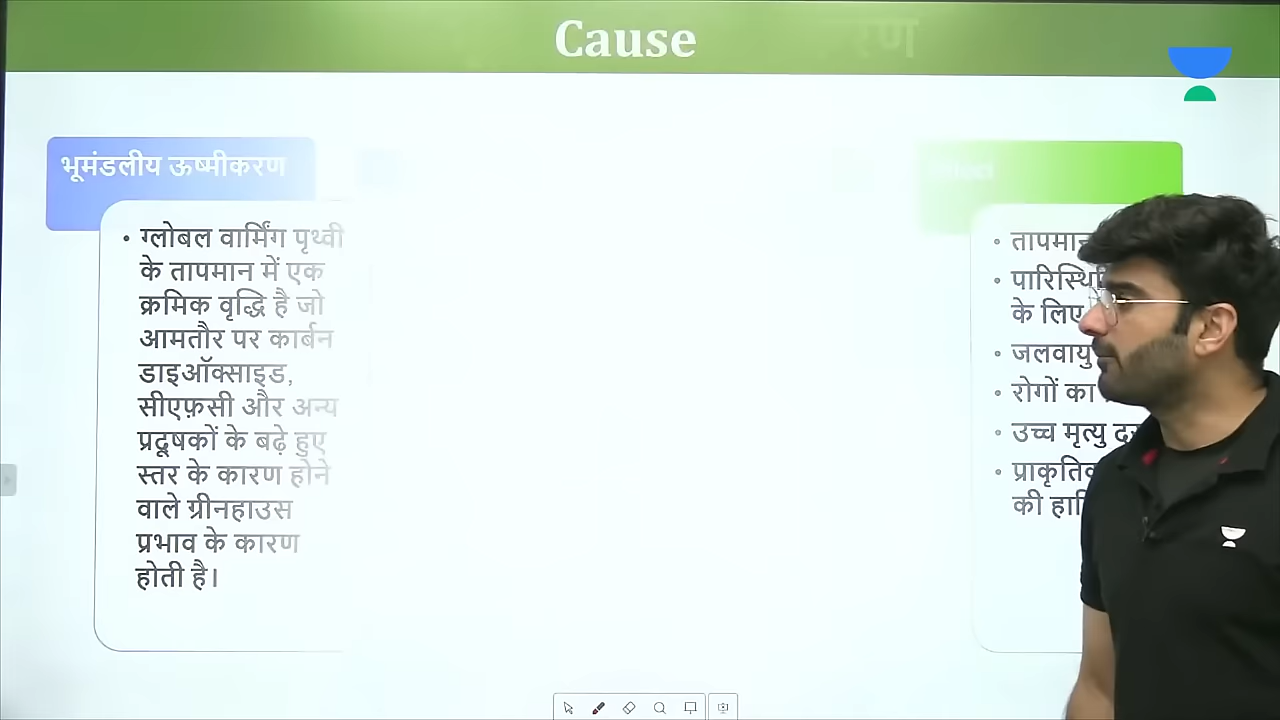 Cause
रण
भूमंडलीय ऊष्मीकरण
• ग्लोबल वार्मिंग पृथ्वी
के तापमान में एक
क्रमिक वृद्धि है जो
आमतौर पर कार्बन
डाइऑक्साइड,
सीएफ़सी और अन्य
प्रदूषकों के बढ़े हुए
स्तर के कारण होने
वाले ग्रीनहाउस
प्रभाव के कारण
होती है।
• तापमान
• पारिस्थि
के लिए
• जलवायु
• रोगों का
• उच्च मृत्यु
• प्राकृतिक
की हा